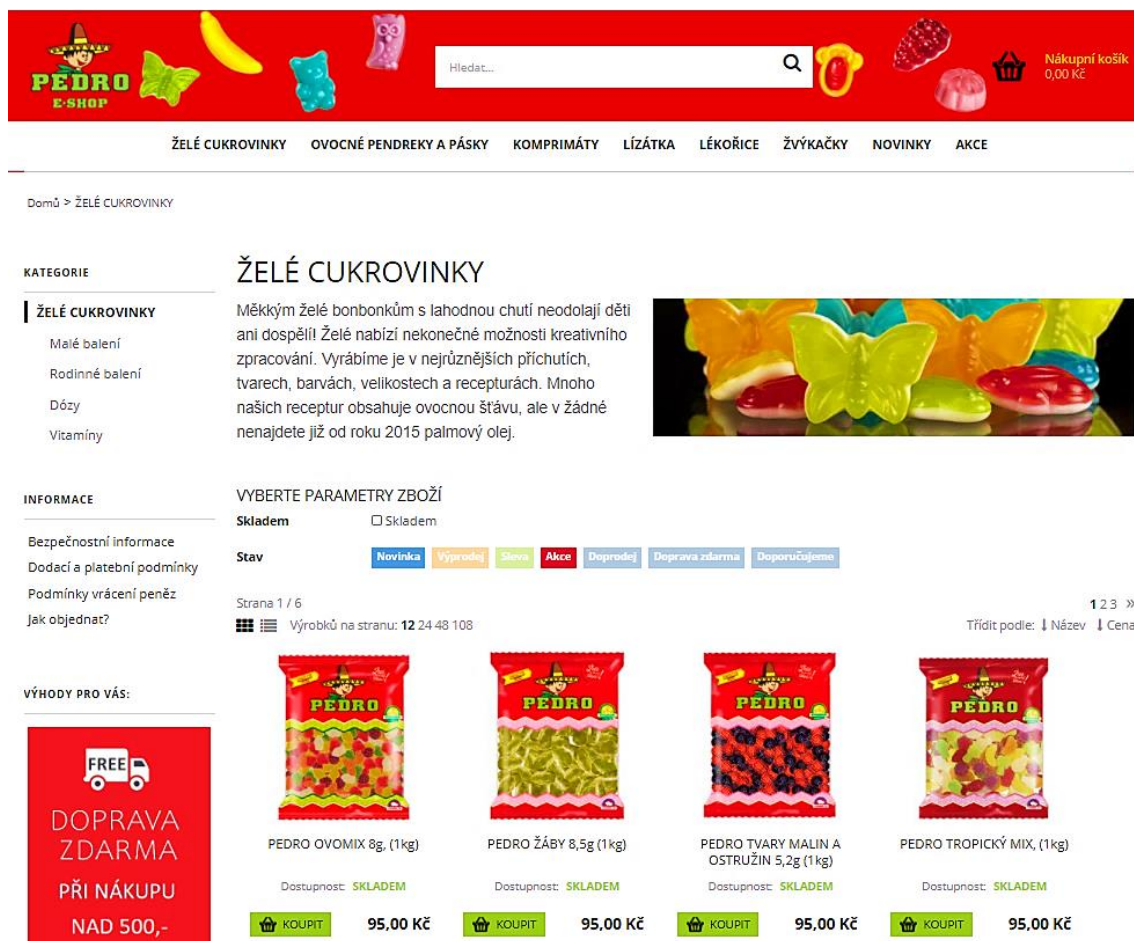 PEDRO
E-SHOP
Hledat...
Nákupní košík
0,00 Kč
ŽELÉ CUKROVINKY OVOCNÉ PENDREKY A PÁSKY KOMPRIMÁTY LÍZÁTKA LÉKOŘICE ŽVÝKAČKY NOVINKY AKCE
Domů > ŽELÉ CUKROVINKY
KATEGORIE
ŽELÉ CUKROVINKY
Malé balení
Rodinné balení
Dózy
Vitamíny
INFORMACE
Bezpečnostní informace
Dodací a platební podmínky
Podmínky vrácení peněz
Jak objednat?
VÝHODY PRO VÁS:
FREE
DOPRAVA
ZDARMA
PŘI NÁKUPU
NAD 500,-
ŽELÉ CUKROVINKY
Měkkým želé bonbonkům s lahodnou chutí neodolají děti
ani dospělí! Želé nabízí nekonečné možnosti kreativního
zpracování. Vyrábíme je v nejrůznějších příchutích,
tvarech, barvách, velikostech a recepturách. Mnoho
našich receptur obsahuje ovocnou šťávu, ale v žádné
nenajdete již od roku 2015 palmový olej.
VYBERTE PARAMETRY ZBOŽÍ
Skladem Skladem
Stav Novinka Výprodej Sleva Akce Doprodej Doprava zdarma Doporučujeme
Strana 1 / 6
1 2 3 »
Výrobků na stranu: 12 24 48 108
Třídit podle: Název Cena
PEDRO PEDRO PEDRO PEDRO
PEDRO OVOMIX 8g, (1kg)
PEDRO ŽÁBY 8,5g (1kg)
PEDRO TVARY MALIN A
OSTRUŽIN 5,2g (1kg)
PEDRO TROPICKÝ MIX, (1kg)
Dostupnost: SKLADEM Dostupnost: SKLADEM Dostupnost: SKLADEM Dostupnost: SKLADEM
KOUPIT 95,00 Kč KOUPIT 95,00 Kč KOUPIT 95,00 Kč KOUPIT 95,00 Kč